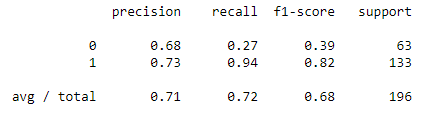 precision recall f1-score support
0 0.68 0.27 0.39 63
1 0.73 0.94 0.82 133
avg / total 0.71 0.72 0.68 196